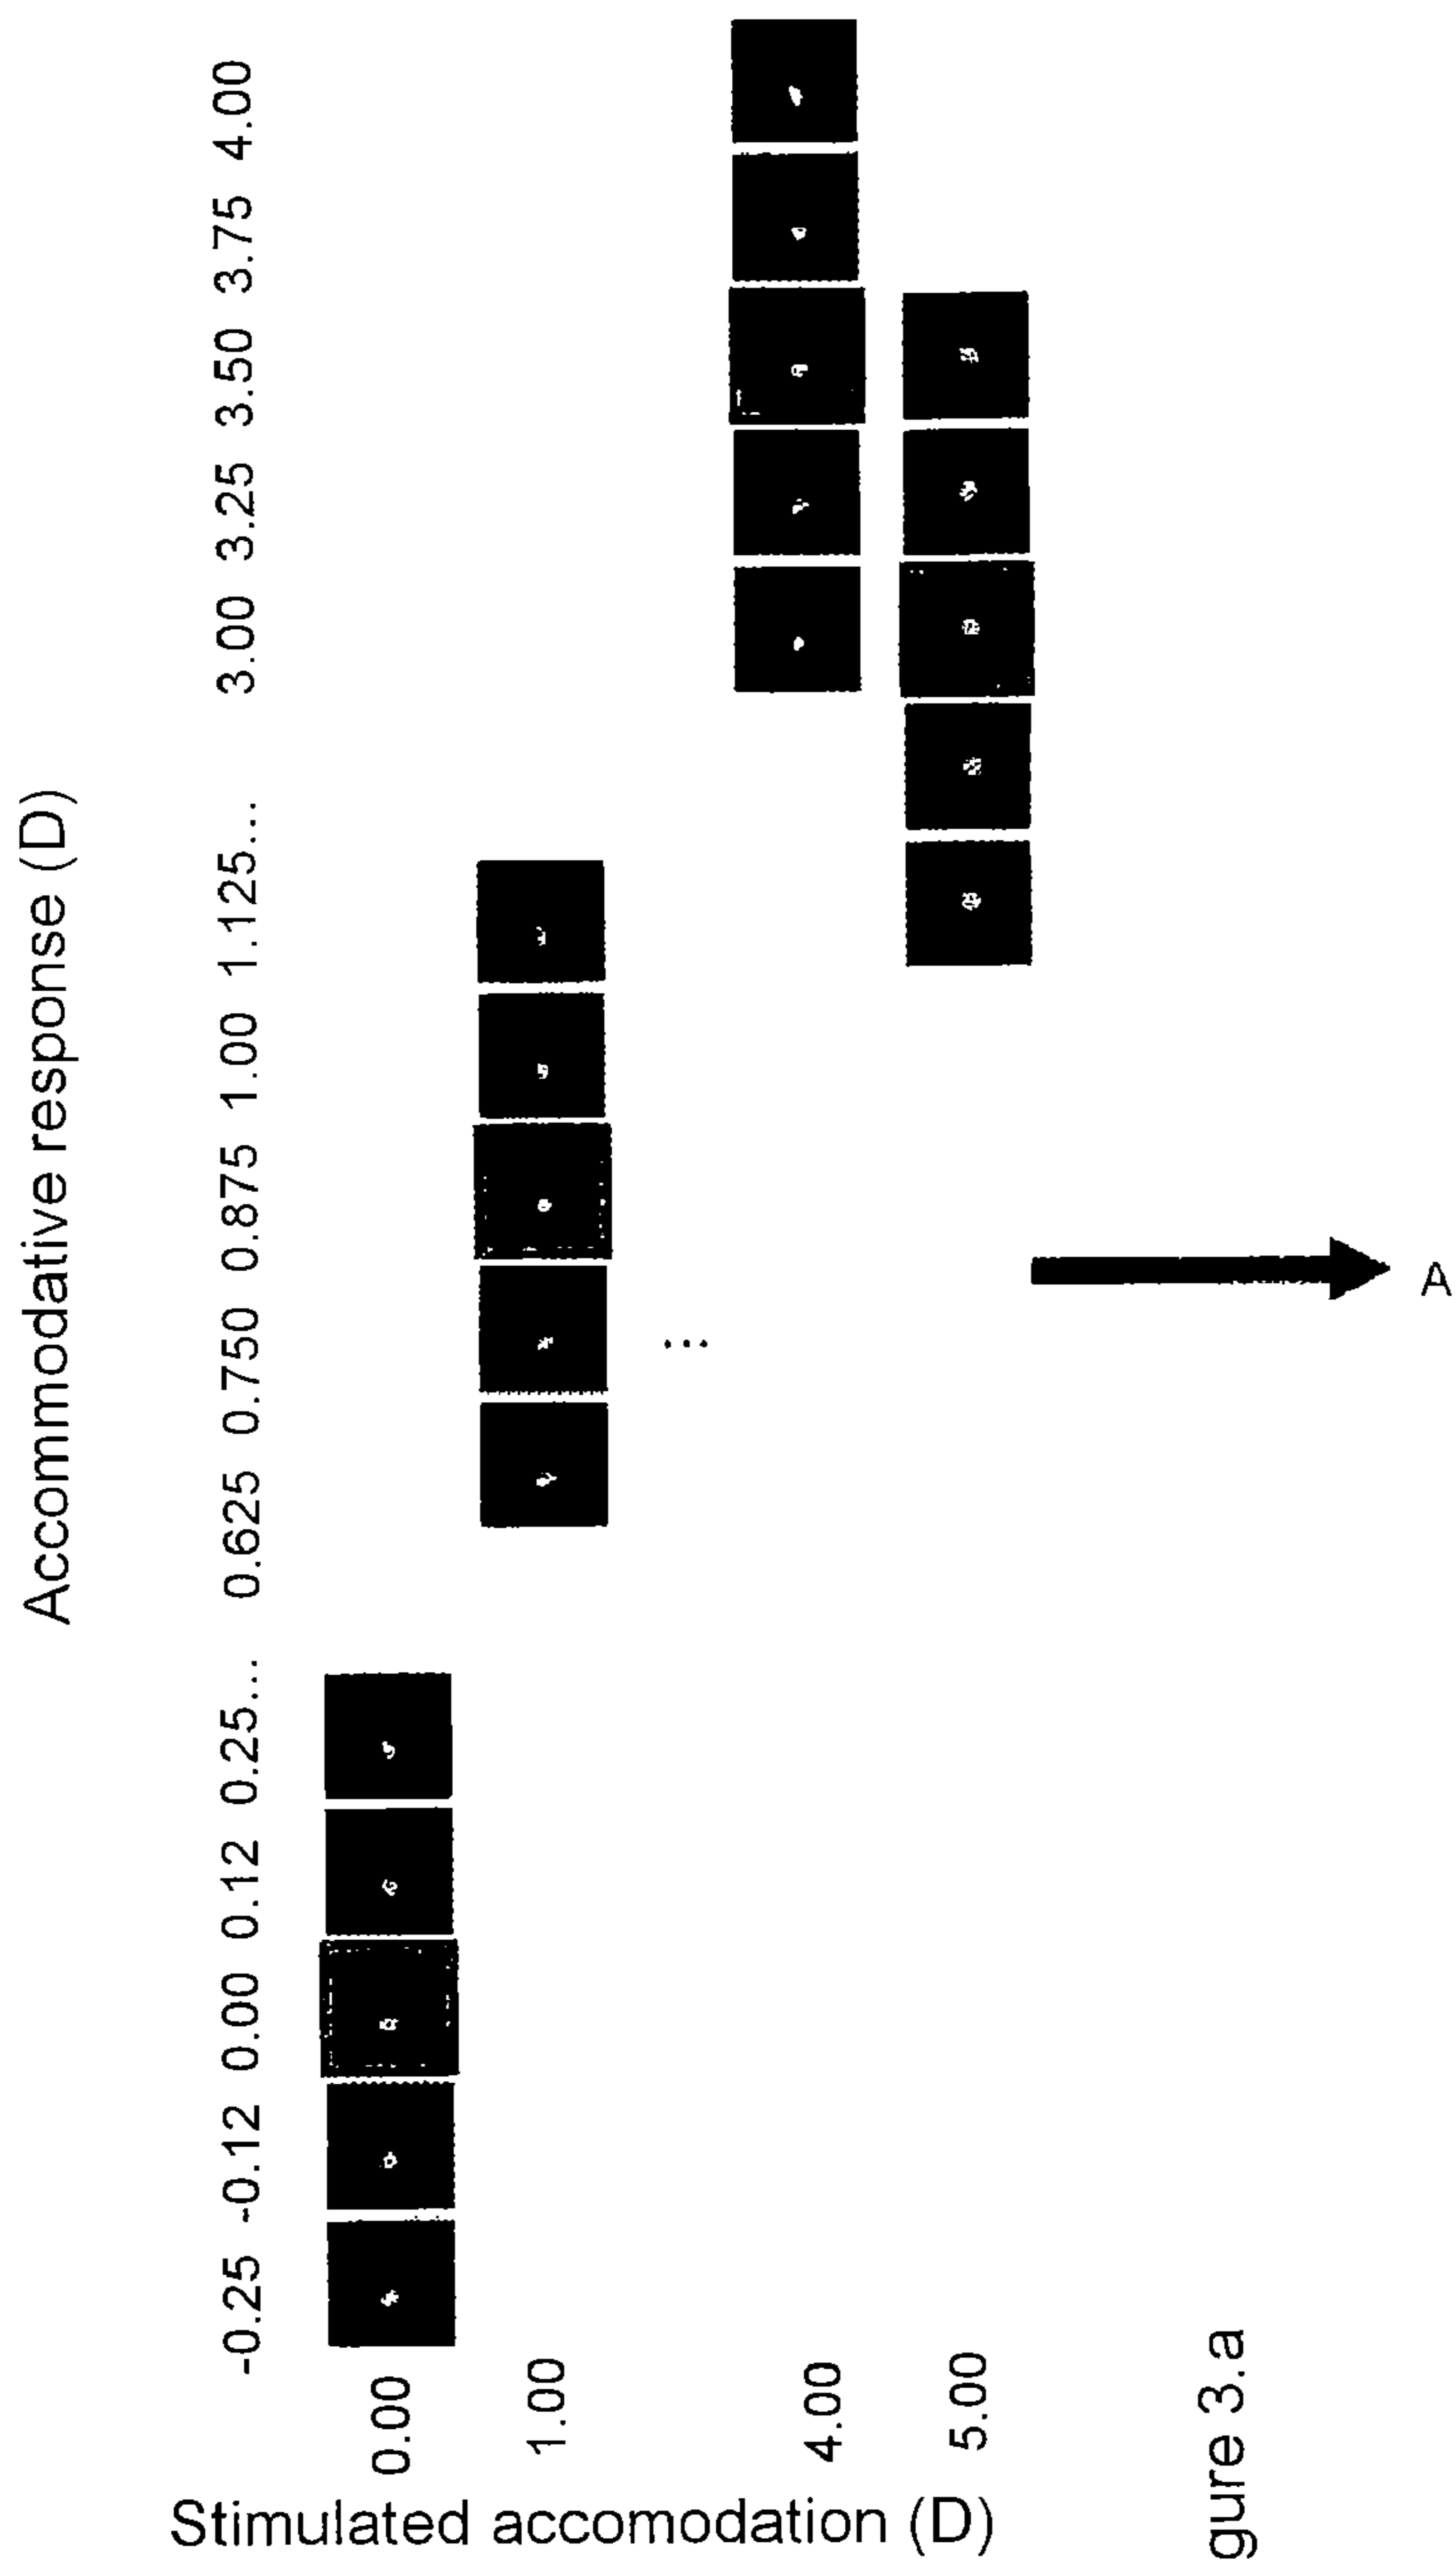 Accommodative response (D)
-0.25 -0.12 0.00 0.12 0.25... 0.625 0.750 0.875 1.00 1.125... 3.00 3.25 3.50 3.75 4.00
Stimulated accomodation (D)
0.00
1.00
...
4.00
5.00
A
gure 3.a